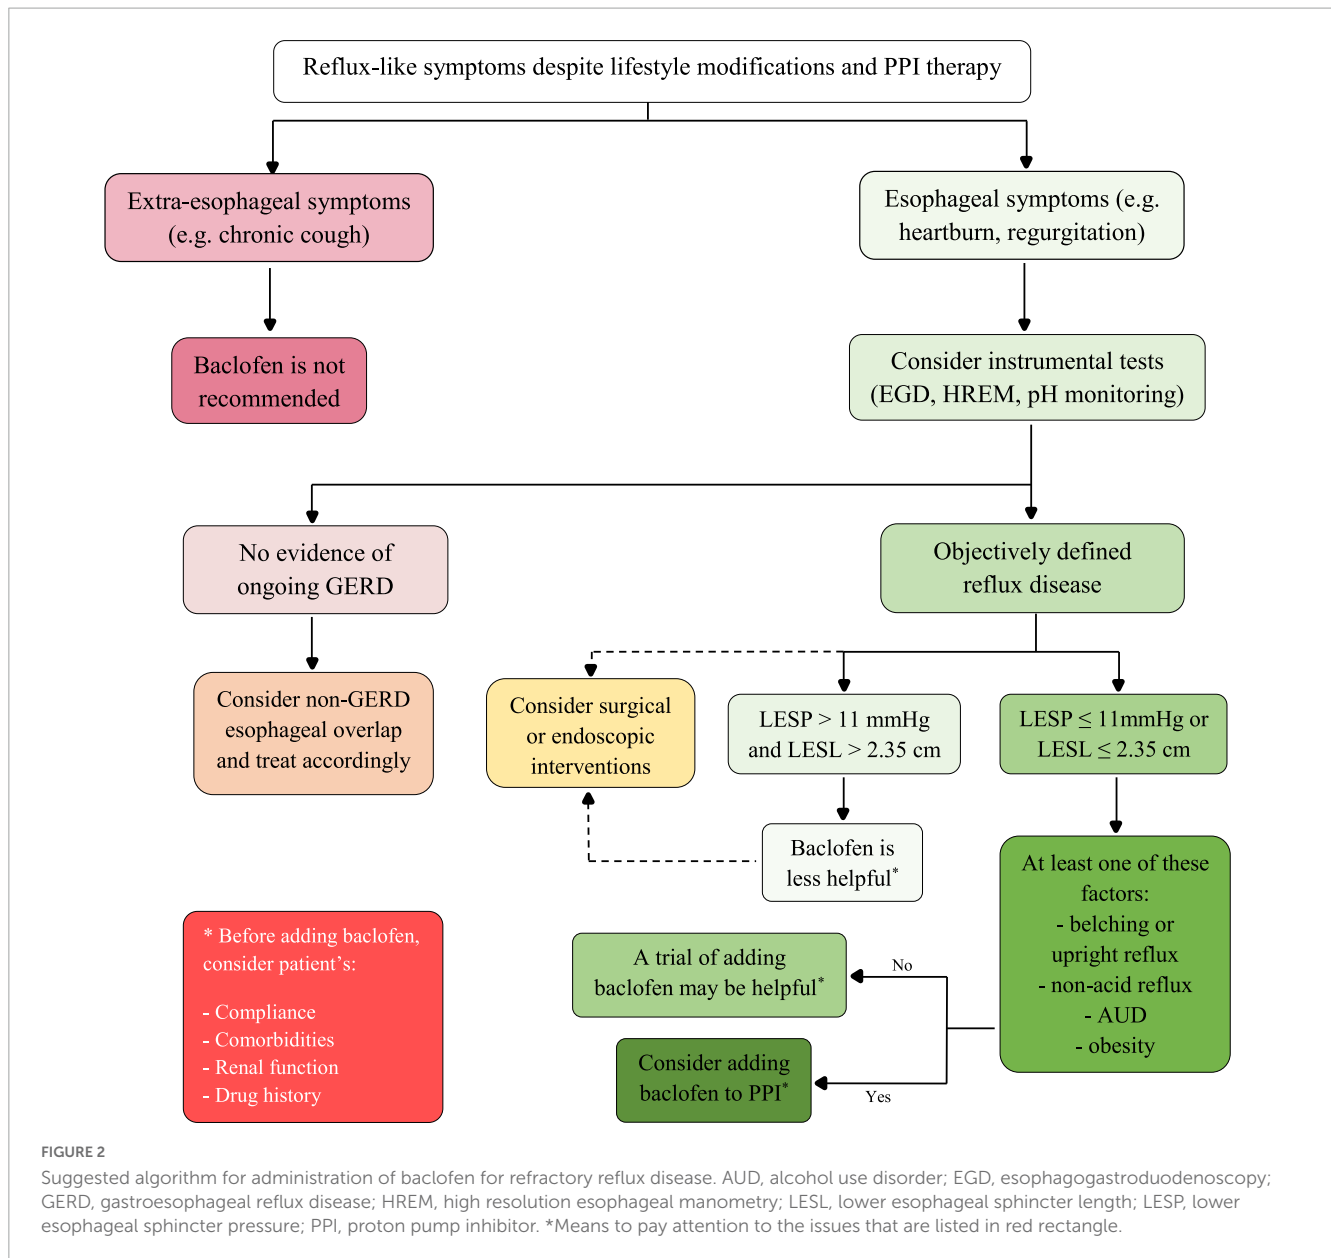 Reflux-like symptoms despite lifestyle modifications and PPI therapy
Extra-esophageal symptoms
(e.g. chronic cough)
Esophageal symptoms (e.g.
heartburn, regurgitation)
Baclofen is not
recommended
Consider instrumental tests
(EGD, HREM, pH monitoring)
No evidence of
ongoing GERD
Objectively defined
reflux disease
Consider non-GERD
esophageal overlap
and treat accordingly
Consider surgical
or endoscopic
interventions
LESP > 11 mmHg
and LESL > 2.35 cm
LESP ≤ 11mmHg or
LESL ≤ 2.35 cm
Baclofen is
less helpful*
At least one of these
factors:
- belching or
upright reflux
- non-acid reflux
- AUD
- obesity
* Before adding baclofen,
consider patient's:
- Compliance
- Comorbidities
- Renal function
- Drug history
A trial of adding
baclofen may be helpful*
No
Consider adding
baclofen to PPI*
Yes
FIGURE 2
Suggested algorithm for administration of baclofen for refractory reflux disease. AUD, alcohol use disorder; EGD, esophagogastroduodenoscopy;
GERD, gastroesophageal reflux disease; HREM, high resolution esophageal manometry; LESL, lower esophageal sphincter length; LESP, lower
esophageal sphincter pressure; PPI, proton pump inhibitor. *Means to pay attention to the issues that are listed in red rectangle.